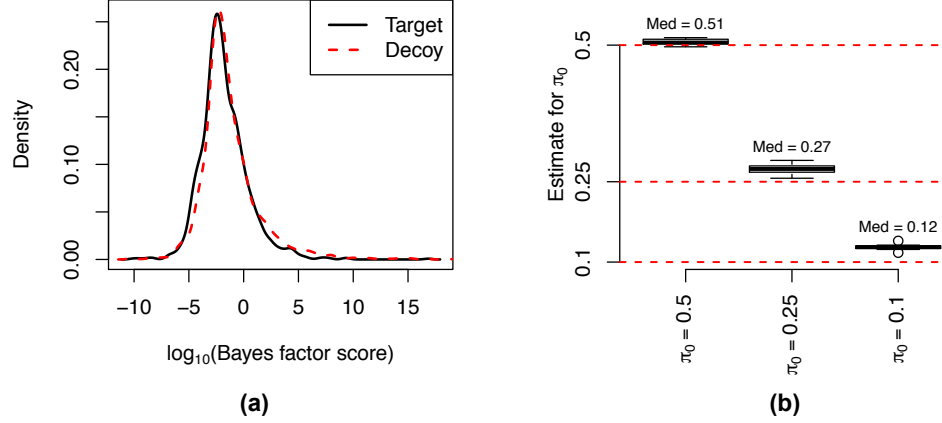 Target
Decoy
Density
0.00
0.10
0.20
−10
−5
0
5
10
15
log10(Bayes factor score)
(a)
Estimate for π0
0.1
0.25
0.5
Med = 0.51
Med = 0.27
Med = 0.12
π0 = 0.5
π0 = 0.25
π0 = 0.1
(b)